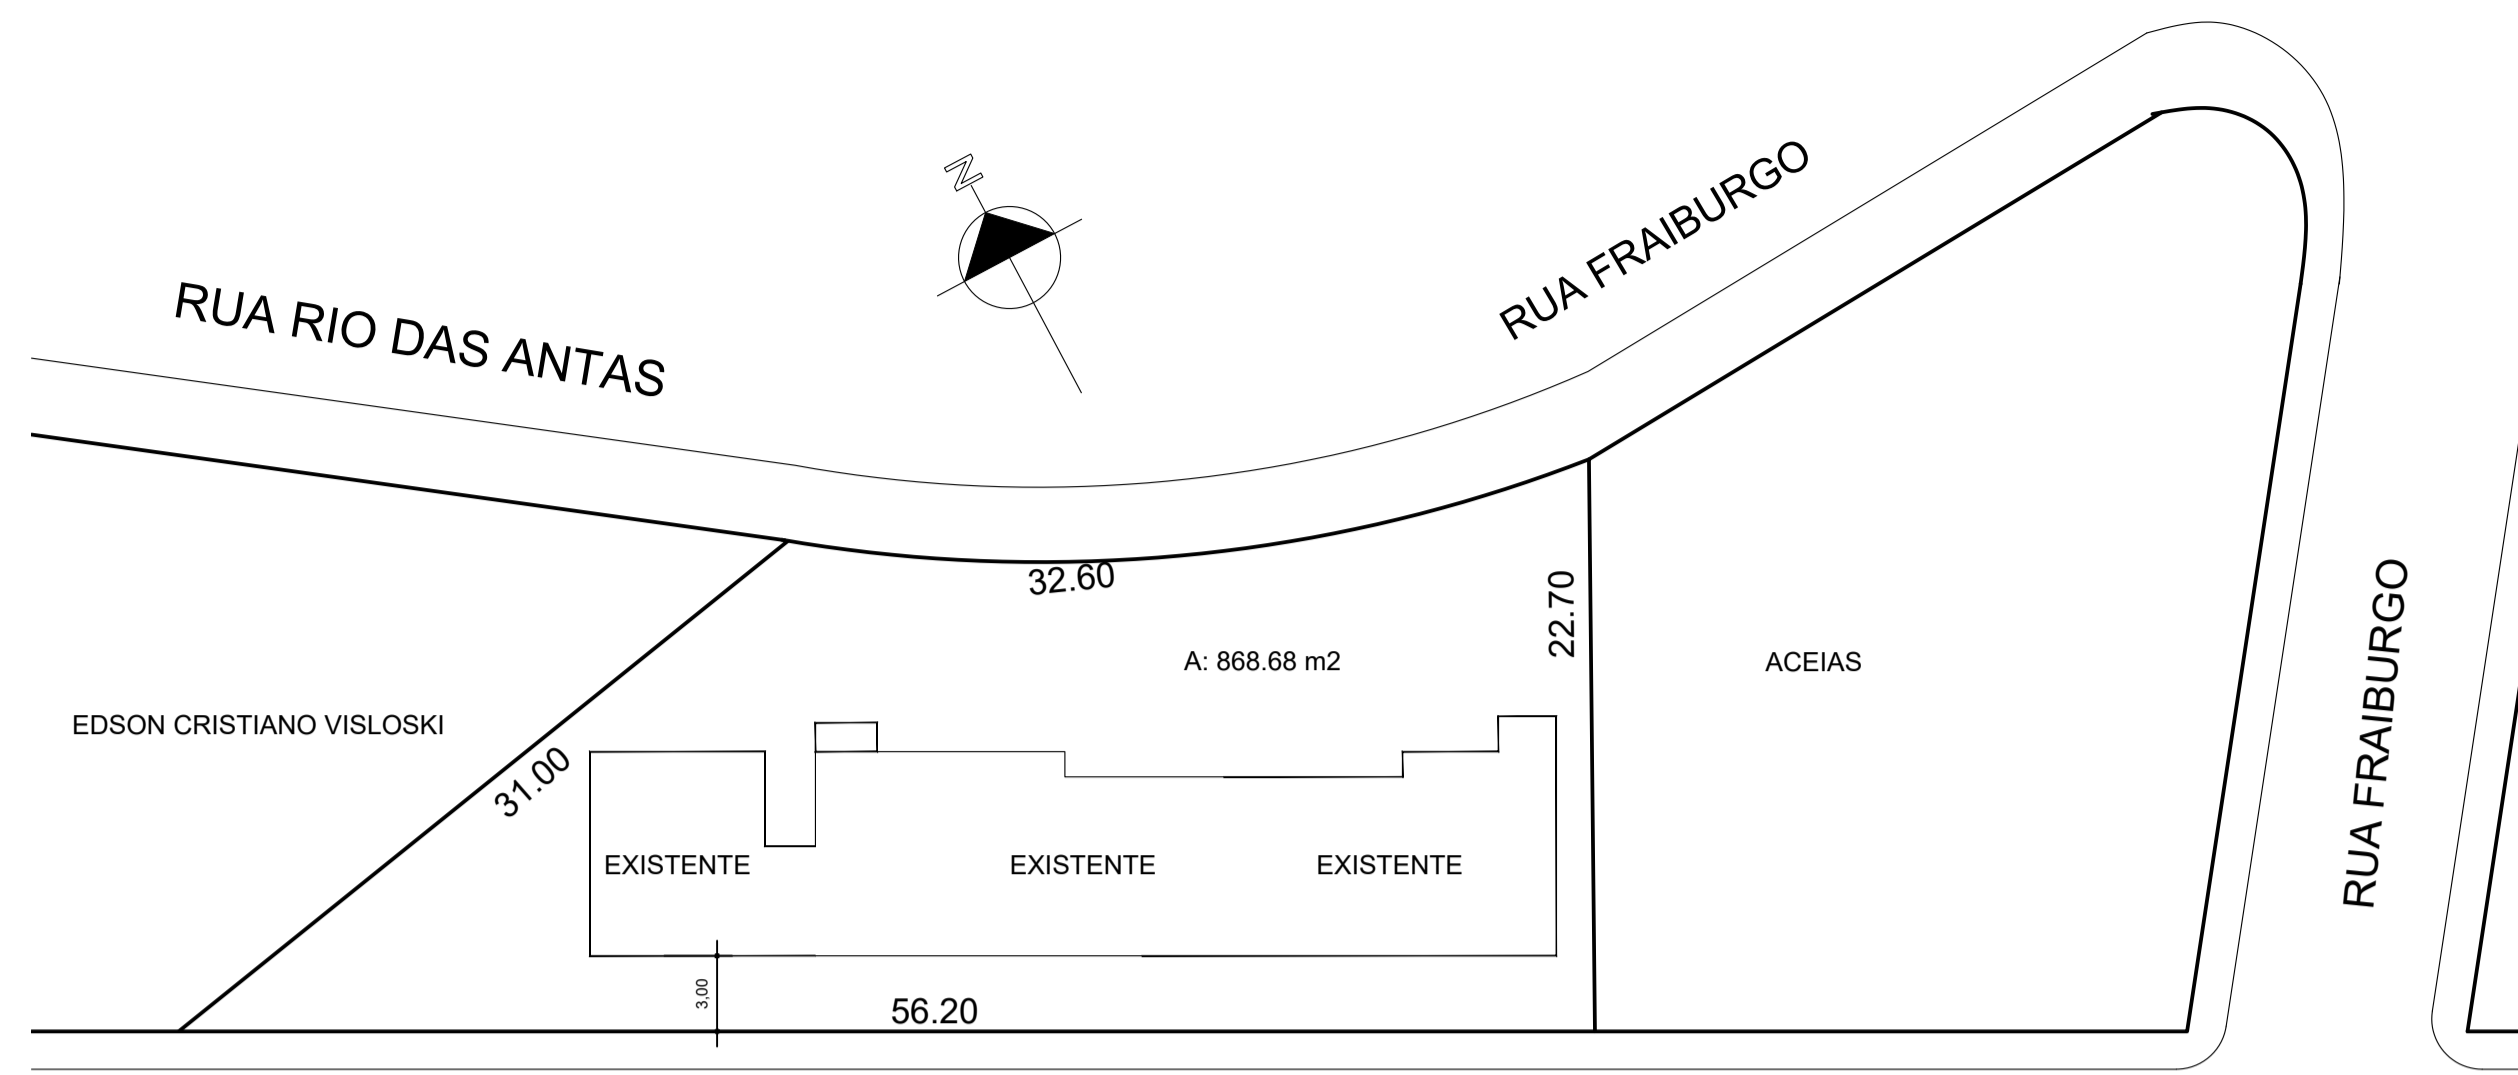 N
RUA FRAIBURGO
RUA RIO DAS ANTAS
32.60
22.70
A: 868.68 m2
ACEIAS
RUA FRAIBURGO
EDSON CRISTIANO VISLOSKI
31.00
EXISTENTE
EXISTENTE
EXISTENTE
3,00
56.20